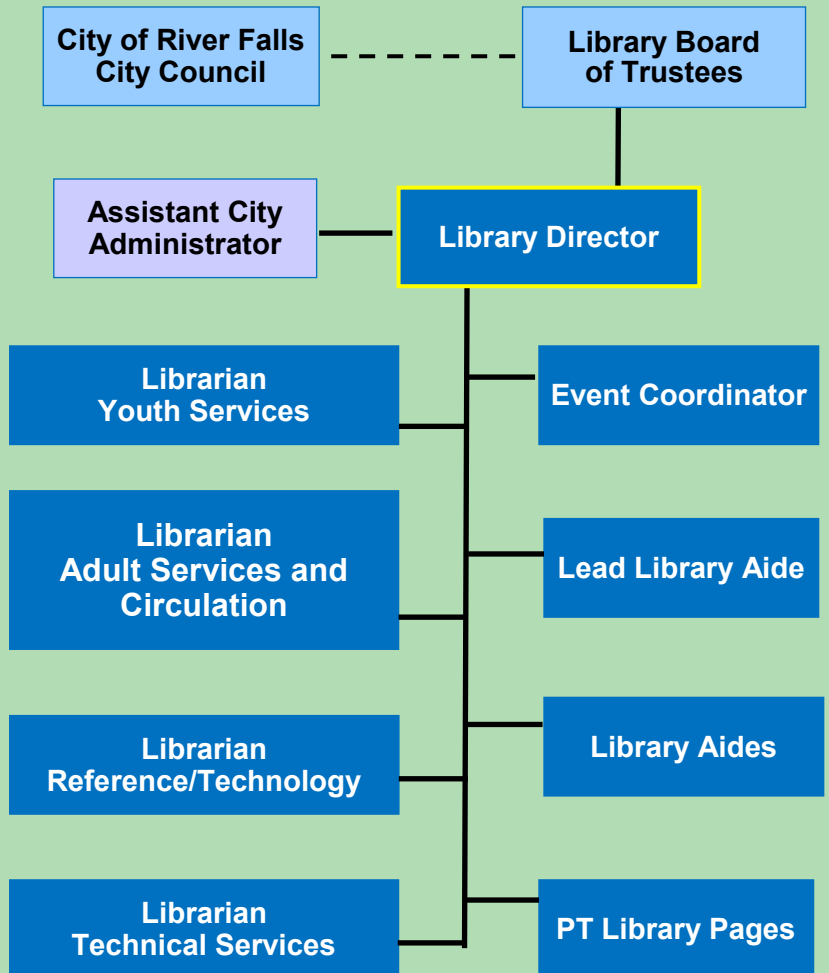 City of River Falls
City Council
Library Board
of Trustees
Assistant City
Administrator
Library Director
Librarian
Youth Services
Event Coordinator
Librarian
Adult Services and
Circulation
Lead Library Aide
Librarian
Reference/Technology
Library Aides
Librarian
Technical Services
PT Library Pages